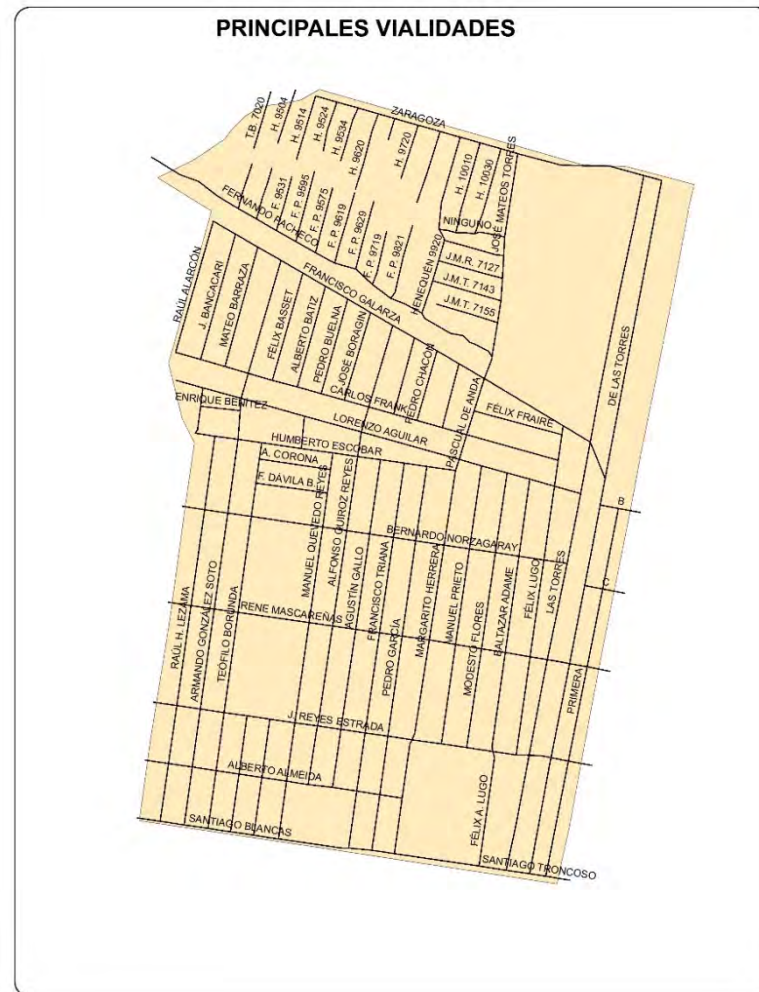 PRINCIPALES VIALIDADES
ZARAGOZA
T.B. 7020
H. 9504
H. 9514
H. 9524
H. 9534
H. 9620
H. 9720
H. 10010
H. 10030
JOSÉ MATEOS TORRES
NINGUNO
F. 9531
F. P. 9595
F. P. 9575
F. P. 9619
F. P. 9629
F. P. 9719
F. P. 9821
HENEQUEN 9920
J.M.R. 7127
J.M.T. 7143
J.M.T. 7155
FERNANDO PACHECO
FRANCISCO GALARZA
RAÚL ALARCÓN
J. BANCACARI
MATEO BARRAZA
FÉLIX BASSET
ALBERTO BATIZ
PEDRO BUELNA
JOSÉ BORAGIN
PEDRO CHACÓN
PASCUAL DE ANDA
FÉLIX FRAIRE
DE LAS TORRES
CARLOS FRANK
ENRIQUE BENÍTEZ
LORENZO AGUILAR
HUMBERTO ESCOBAR
A. CORONA
F. DÁVILA B.
MANUEL QUEVEDO REYES
ALFONSO QUIROZ REYES
AGUSTÍN GALLO
FRANCISCO TRIANA
PEDRO GARCÍA
BERNARDO NORZAGARAY
MARGARITO HERRERA
MANUEL PRIETO
MODESTO FLORES
BALTAZAR ADAME
FÉLIX LUGO
LAS TORRES
B
C
PRIMERA
RAÚL H. LEZAMA
ARMANDO GONZÁLEZ SOTO
TEÓFILO BORUNDA
RENE MASCAREÑAS
J. REYES ESTRADA
ALBERTO ALMEIDA
FÉLIX A. LUGO
SANTIAGO BLANCAS
SANTIAGO TRONCOSO